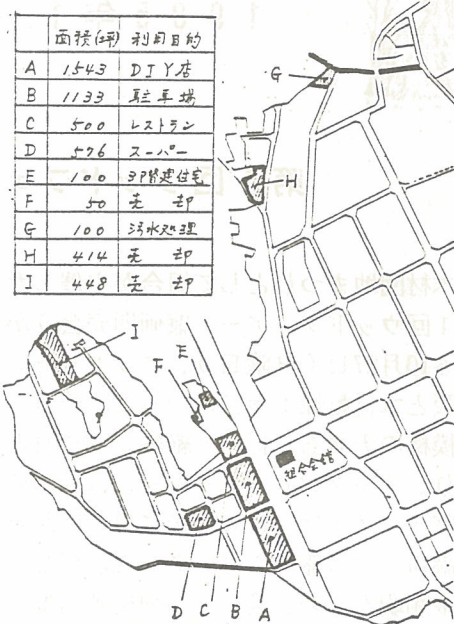 面積(坪) 利用目的
A 1543 DIY店
B 1133 駐車場
C 500 レストラン
D 576 スーパー
E 100 3階建住宅
F 50 売却
G 100 汚水処理
H 414 売却
I 448 売却
G
H
I
E
F
組合会館
D C B A